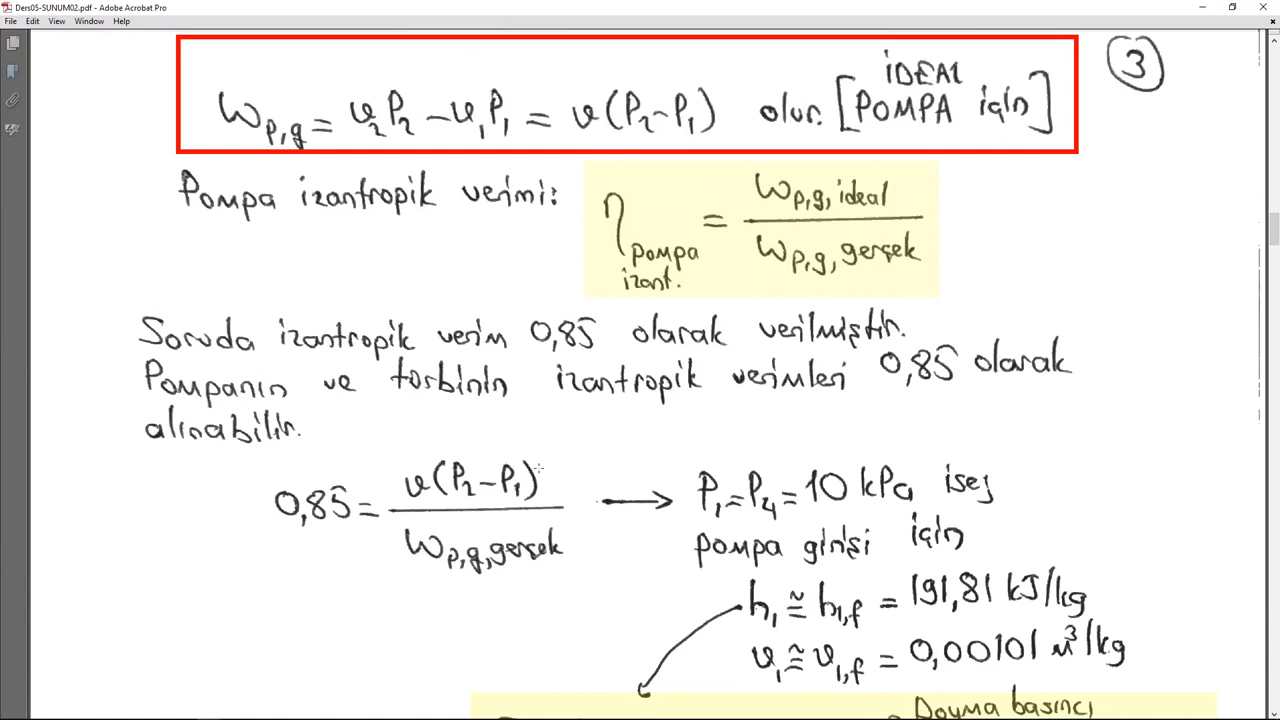 Ders05-SUNUM02.pdf - Adobe Acrobat Pro
File Edit View Window Help
3
W_p,g = v₂P₂ - v₁P₁ = v(P₂-P₁) olur. [İDEAL POMPA için]
Pompa izantropik verimi: η_pompa izant. = W_p,g,ideal / W_p,g,gerçek
Soruda izantropik verim 0,85 olarak verilmiştir.
Pompanın ve türbinin izantropik verimleri 0,85 olarak
alınabilir.
0,85 = v(P₂-P₁) / W_p,g,gerçek → P₁=P₄=10 kPa ise;
pompa girişi için
h₁ ≅ h₁,f = 191,81 kJ/kg
v₁ ≅ v₁,f = 0,00101 m³/kg
Doyma basıncı